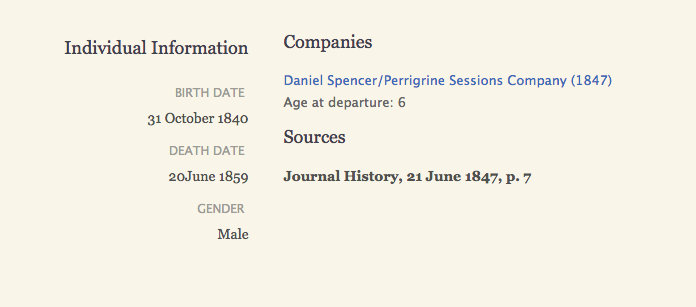 Individual Information
BIRTH DATE
31 October 1840
DEATH DATE
20June 1859
GENDER
Male
Companies
Daniel Spencer/Perrigrine Sessions Company (1847)
Age at departure: 6
Sources
Journal History, 21 June 1847, p. 7